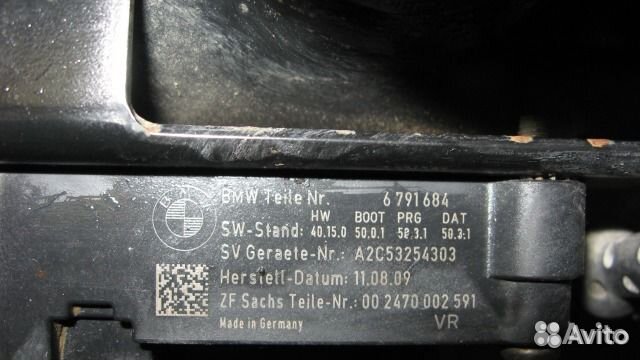 BMW Teile Nr. 6 791 684
HW BOOT PRG DAT
SW-Stand: 40.15.0 50.0.1 52.3.1 50.3.1
SV Geraete-Nr.: A2C53254303
Herstell-Datum: 11.08.09
ZF Sachs Teile-Nr.: 00 2470 002 591
Made in Germany VR
Avito